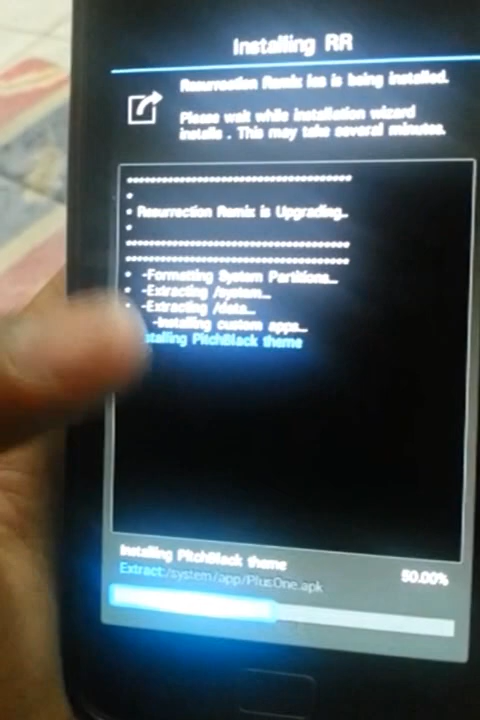 Installing RR
Resurrection Remix ics is being installed.
Please wait while installation wizard
installs . This may take several minutes.
Resurrection Remix is Upgrading..
-Formatting System Partitions...
-Extracting /system...
-Extracting /data...
-Installing custom apps...
stalling PitchBlack theme
Installing PitchBlack theme
50.00%
Extract:/system/app/PlusOne.apk